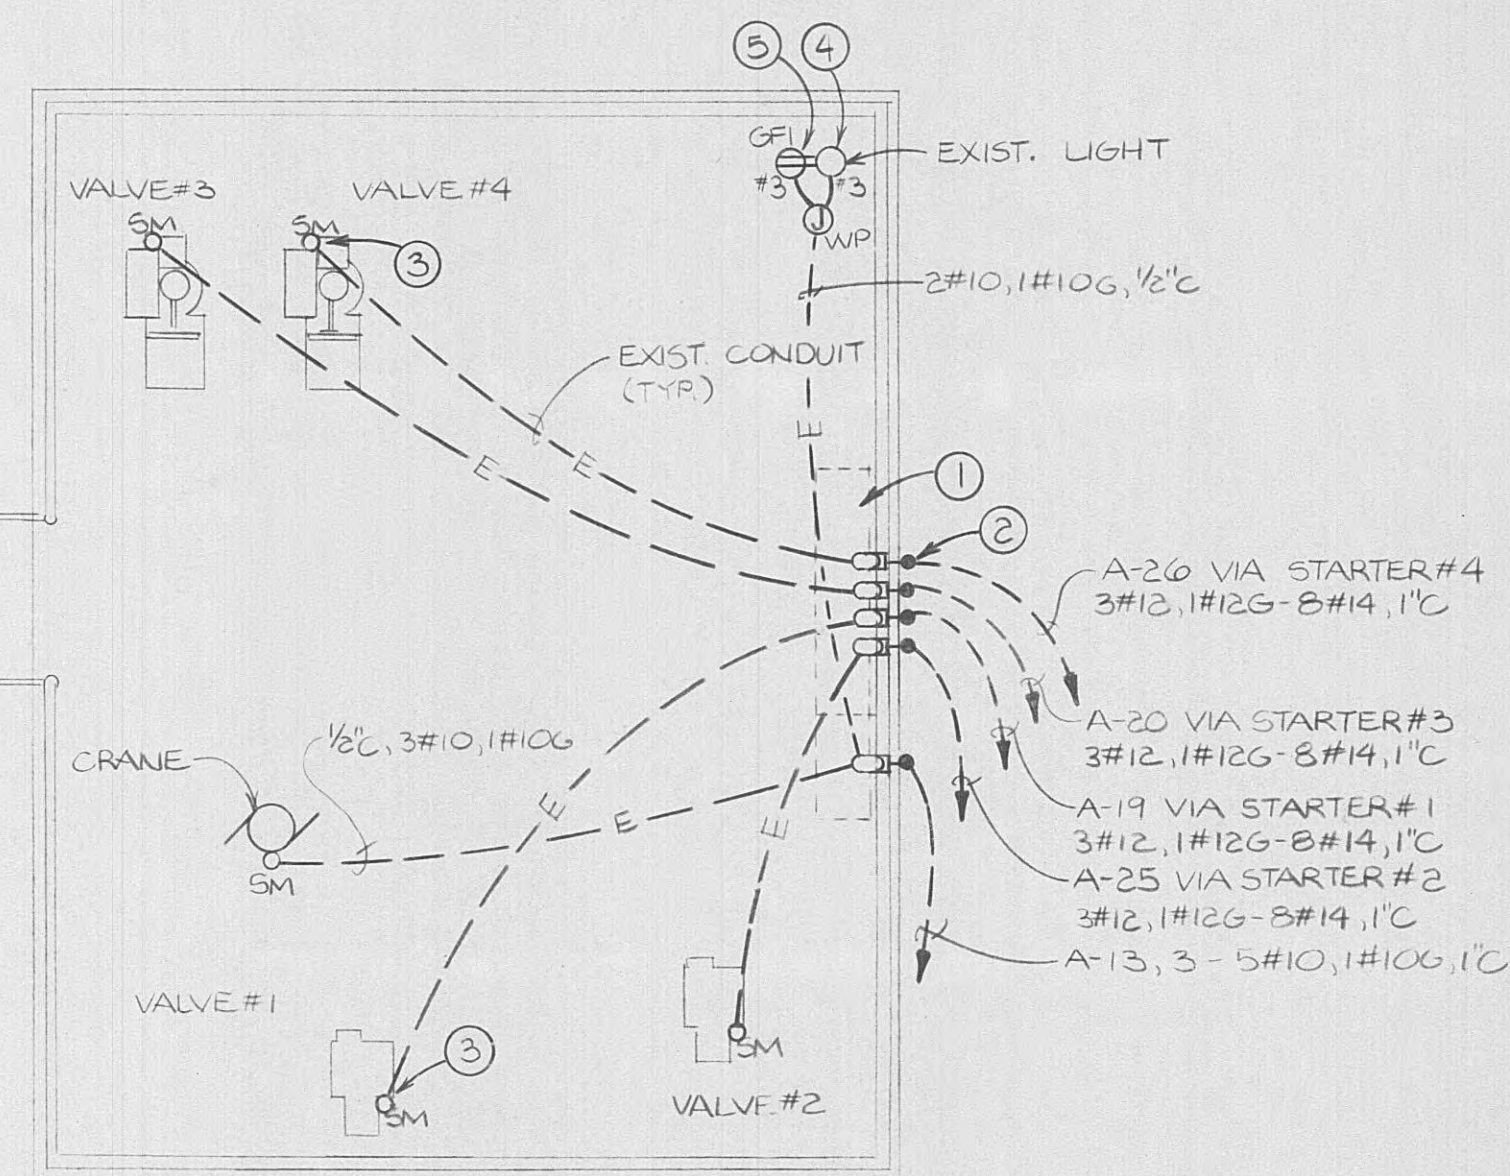 5 4
GFI
EXIST. LIGHT
#3 #3
J
WP
VALVE #3
VALVE #4
SM
SM
3
2#10, 1#10G, 1/2"C
EXIST. CONDUIT
(TYP.)
E
E
E
1
2
A-26 VIA STARTER #4
3#12, 1#12G-8#14, 1"C
A-20 VIA STARTER #3
3#12, 1#12G-8#14, 1"C
A-19 VIA STARTER #1
3#12, 1#12G-8#14, 1"C
A-25 VIA STARTER #2
3#12, 1#12G-8#14, 1"C
A-13, 3-5#10, 1#10G, 1"C
1/2"C, 3#10, 1#10G
CRANE
SM
E
E
E
VALVE #1
3
SM
SM
VALVE #2